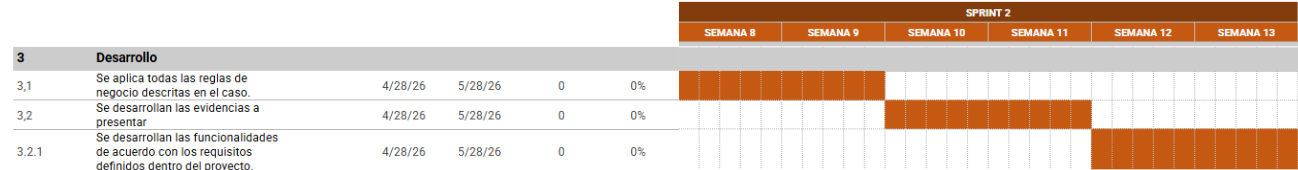 SPRINT 2
SEMANA 8 SEMANA 9 SEMANA 10 SEMANA 11 SEMANA 12 SEMANA 13
3 Desarrollo
3,1 Se aplica todas las reglas de
negocio descritas en el caso. 4/28/26 5/28/26 0 0%
3,2 Se desarrollan las evidencias a
presentar 4/28/26 5/28/26 0 0%
Se desarrollan las funcionalidades
3.2.1 de acuerdo con los requisitos 4/28/26 5/28/26 0 0%
definidos dentro del proyecto.